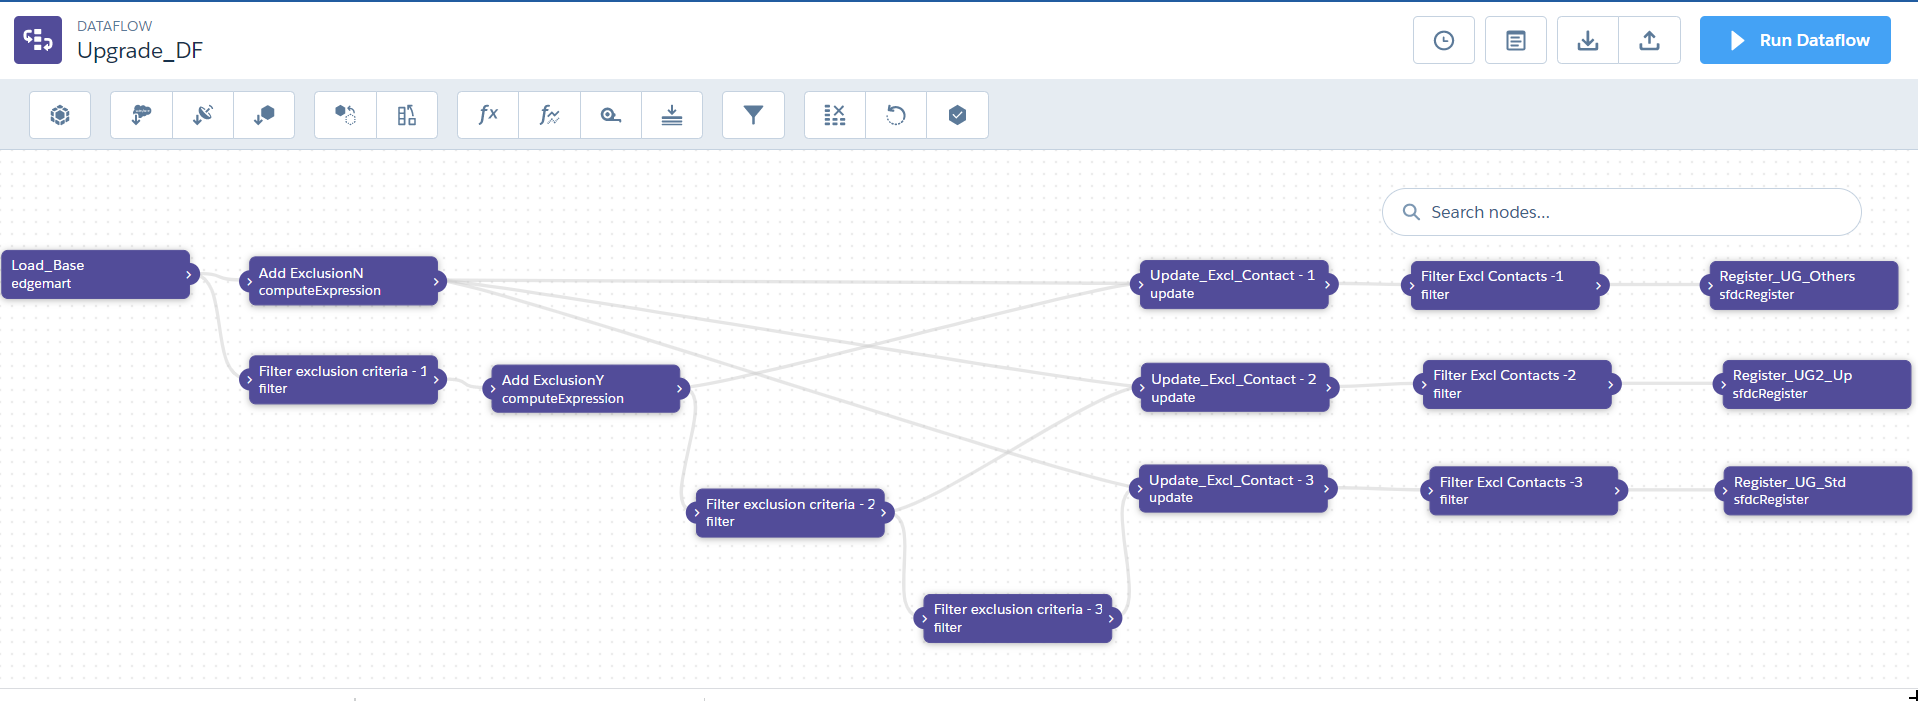 DATAFLOW
Upgrade_DF
Run Dataflow
fx
f
Search nodes...
Load_Base
edgemart
Add ExclusionN
computeExpression
Update_Excl_Contact - 1
update
Filter Excl Contacts -1
filter
Register_UG_Others
sfdcRegister
Filter exclusion criteria - 1
filter
Add ExclusionY
computeExpression
Update_Excl_Contact - 2
update
Filter Excl Contacts -2
filter
Register_UG2_Up
sfdcRegister
Filter exclusion criteria - 2
filter
Update_Excl_Contact - 3
update
Filter Excl Contacts -3
filter
Register_UG_Std
sfdcRegister
Filter exclusion criteria - 3
filter